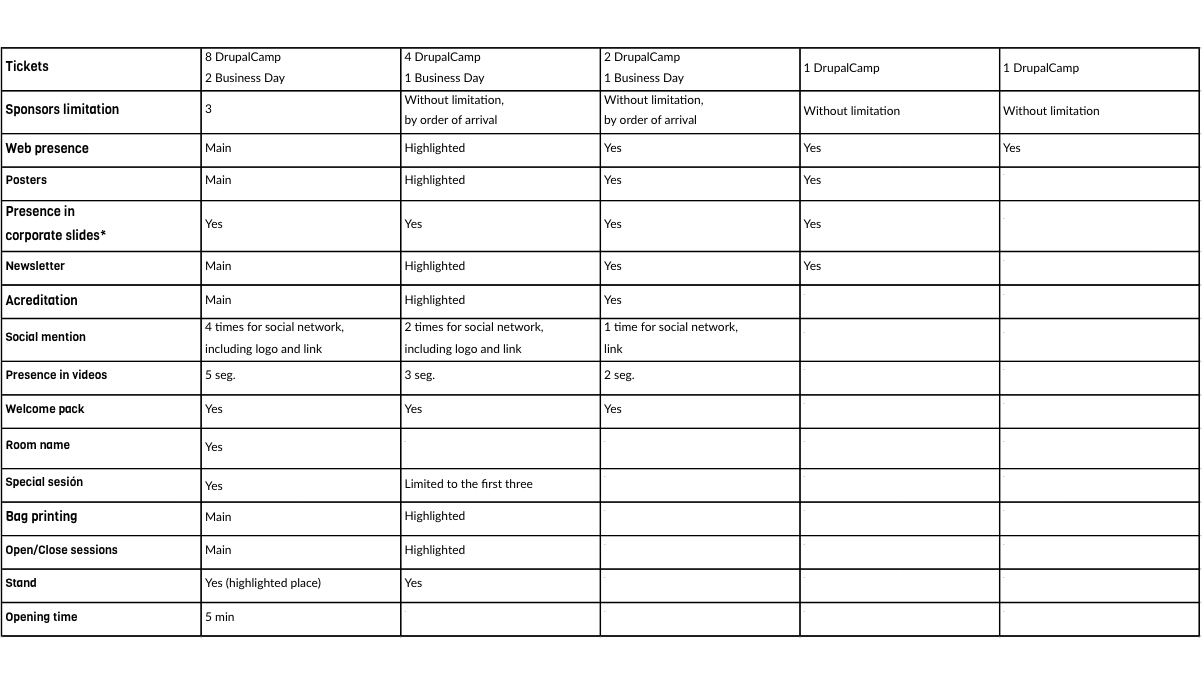 Tickets
8 DrupalCamp
2 Business Day
4 DrupalCamp
1 Business Day
2 DrupalCamp
1 Business Day
1 DrupalCamp
1 DrupalCamp
Sponsors limitation
3
Without limitation,
by order of arrival
Without limitation,
by order of arrival
Without limitation
Without limitation
Web presence
Main
Highlighted
Yes
Yes
Yes
Posters
Main
Highlighted
Yes
Yes
Presence in
corporate slides*
Yes
Yes
Yes
Yes
Newsletter
Main
Highlighted
Yes
Yes
Acreditation
Main
Highlighted
Yes
Social mention
4 times for social network,
including logo and link
2 times for social network,
including logo and link
1 time for social network,
link
Presence in videos
5 seg.
3 seg.
2 seg.
Welcome pack
Yes
Yes
Yes
Room name
Yes
Special sesión
Yes
Limited to the first three
Bag printing
Main
Highlighted
Open/Close sessions
Main
Highlighted
Stand
Yes (highlighted place)
Yes
Opening time
5 min